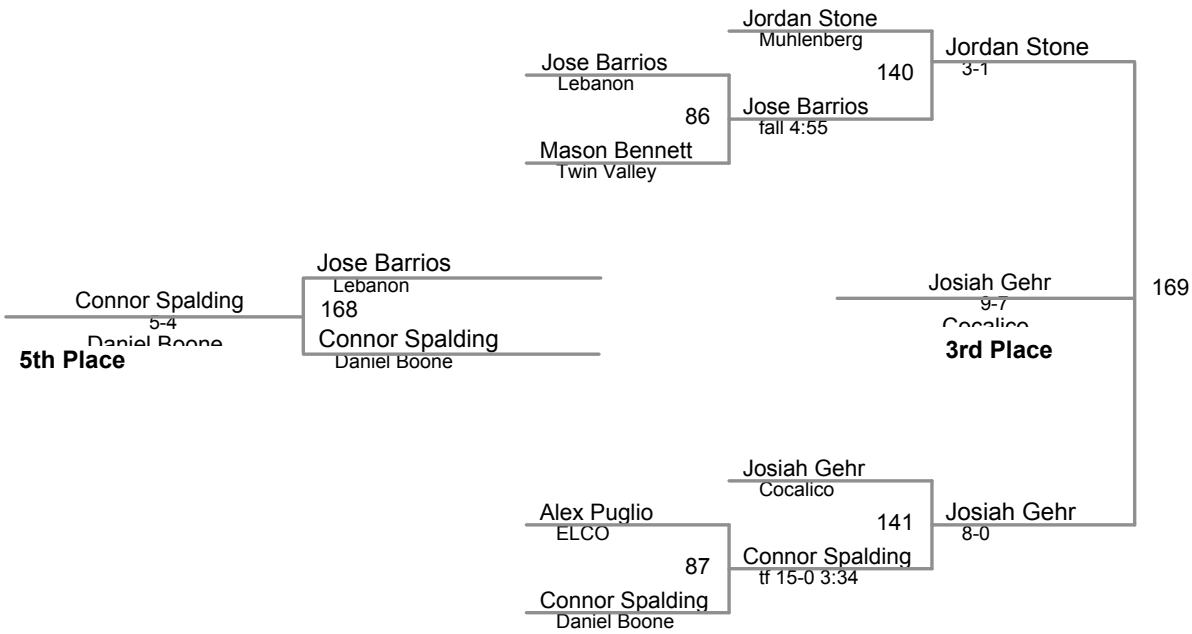 Jordan Stone
Muhlenberg
Jose Barrios
Lebanon
140
Jordan Stone
3-1
86
Jose Barrios
fall 4:55
Mason Bennett
Twin Valley
Jose Barrios
Lebanon
Connor Spalding
5-4
Daniel Boone
168
5th Place
Connor Spalding
Daniel Boone
Josiah Gehr
9-7
Cocalico
169
3rd Place
Josiah Gehr
Cocalico
Alex Puglio
ELCO
141
Josiah Gehr
8-0
87
Connor Spalding
tf 15-0 3:34
Connor Spalding
Daniel Boone